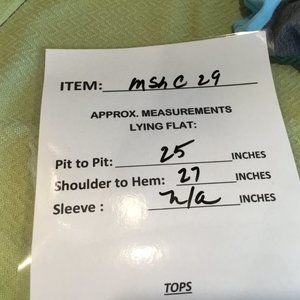 ITEM: mshc 29
APPROX. MEASUREMENTS
LYING FLAT:
Pit to Pit: 25 INCHES
Shoulder to Hem: 27 INCHES
Sleeve : n/a INCHES
TOPS